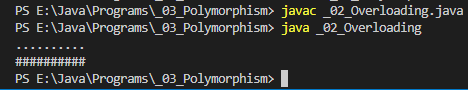 PS E:\Java\Programs\_03_Polymorphism> javac _02_Overloading.java
PS E:\Java\Programs\_03_Polymorphism> java _02_Overloading
..........
##########
PS E:\Java\Programs\_03_Polymorphism>